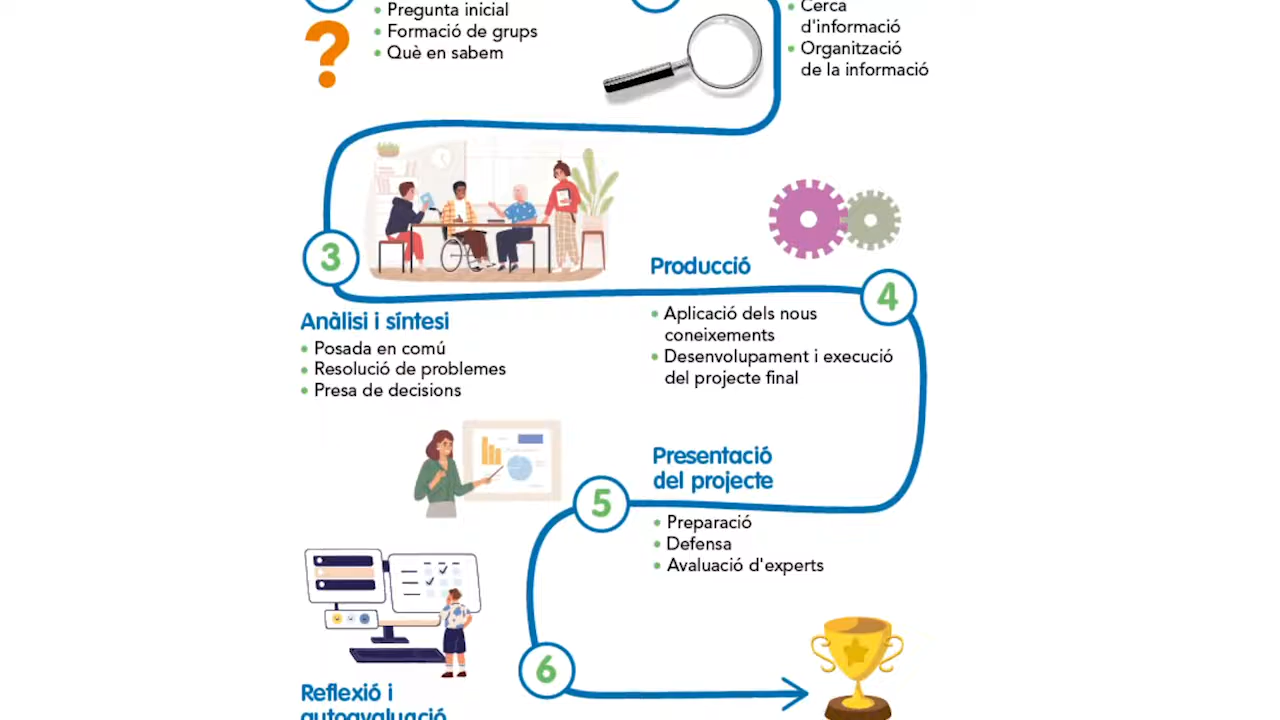 Pregunta inicial
Formació de grups
Què en sabem
Cerca
d'informació
Organització
de la informació
3
Anàlisi i síntesi
Posada en comú
Resolució de problemes
Presa de decisions
4
Producció
Aplicació dels nous
coneixements
Desenvolupament i execució
del projecte final
5
Presentació
del projecte
Preparació
Defensa
Avaluació d'experts
6
Reflexió i
autoavaluació